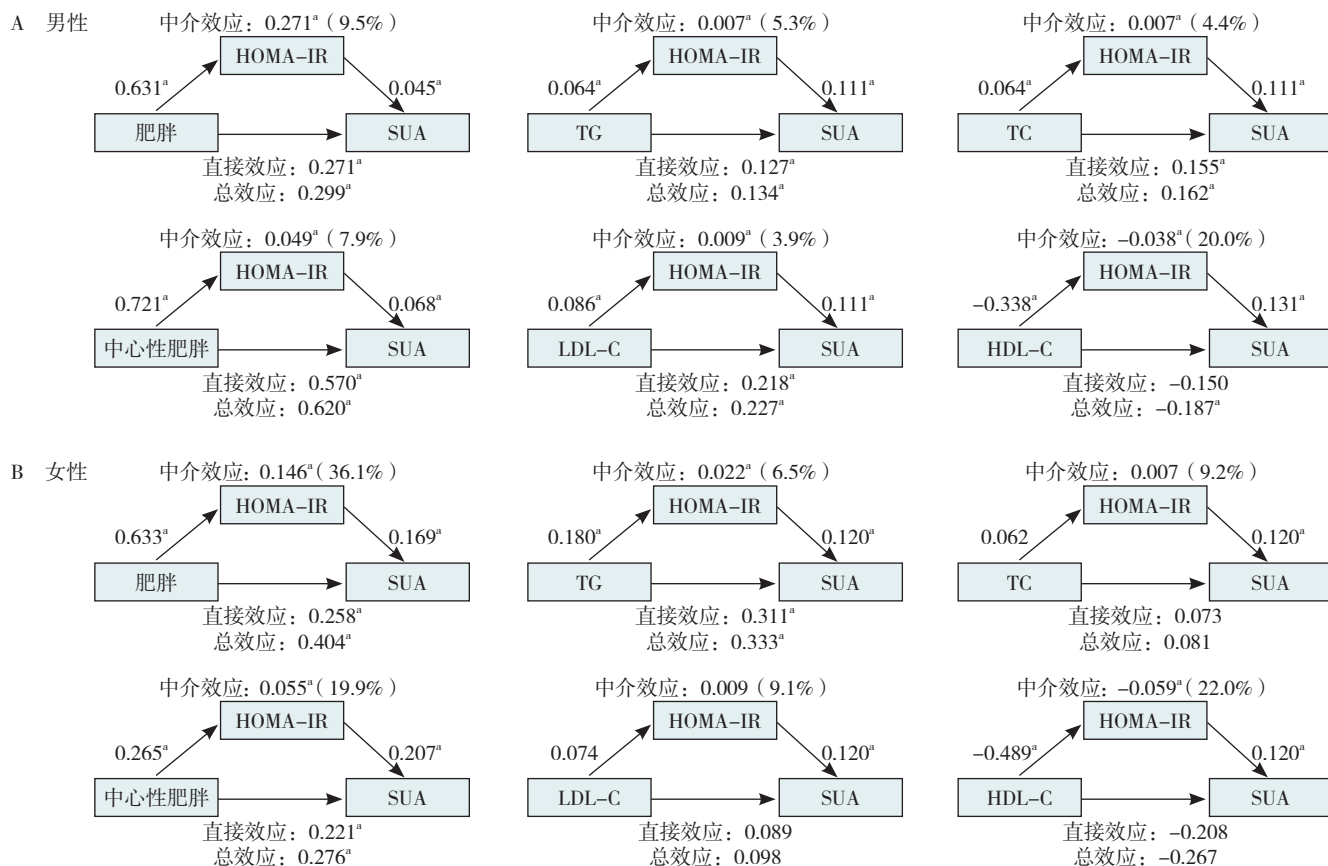 A 男性
中介效应：0.271ᵃ（9.5%） 中介效应：0.007ᵃ（5.3%） 中介效应：0.007ᵃ（4.4%）
HOMA-IR HOMA-IR HOMA-IR
0.631ᵃ 0.045ᵃ 0.064ᵃ 0.111ᵃ 0.064ᵃ 0.111ᵃ
肥胖 SUA TG SUA TC SUA
直接效应：0.271ᵃ 直接效应：0.127ᵃ 直接效应：0.155ᵃ
总效应：0.299ᵃ 总效应：0.134ᵃ 总效应：0.162ᵃ
中介效应：0.049ᵃ（7.9%） 中介效应：0.009ᵃ（3.9%） 中介效应：-0.038ᵃ（20.0%）
HOMA-IR HOMA-IR HOMA-IR
0.721ᵃ 0.068ᵃ 0.086ᵃ 0.111ᵃ -0.338ᵃ 0.131ᵃ
中心性肥胖 SUA LDL-C SUA HDL-C SUA
直接效应：0.570ᵃ 直接效应：0.218ᵃ 直接效应：-0.150
总效应：0.620ᵃ 总效应：0.227ᵃ 总效应：-0.187ᵃ
B 女性
中介效应：0.146ᵃ（36.1%） 中介效应：0.022ᵃ（6.5%） 中介效应：0.007（9.2%）
HOMA-IR HOMA-IR HOMA-IR
0.633ᵃ 0.169ᵃ 0.180ᵃ 0.120ᵃ 0.062 0.120ᵃ
肥胖 SUA TG SUA TC SUA
直接效应：0.258ᵃ 直接效应：0.311ᵃ 直接效应：0.073
总效应：0.404ᵃ 总效应：0.333ᵃ 总效应：0.081
中介效应：0.055ᵃ（19.9%） 中介效应：0.009（9.1%） 中介效应：-0.059ᵃ（22.0%）
HOMA-IR HOMA-IR HOMA-IR
0.265ᵃ 0.207ᵃ 0.074 0.120ᵃ -0.489ᵃ 0.120ᵃ
中心性肥胖 SUA LDL-C SUA HDL-C SUA
直接效应：0.221ᵃ 直接效应：0.089 直接效应：-0.208
总效应：0.276ᵃ 总效应：0.098 总效应：-0.267